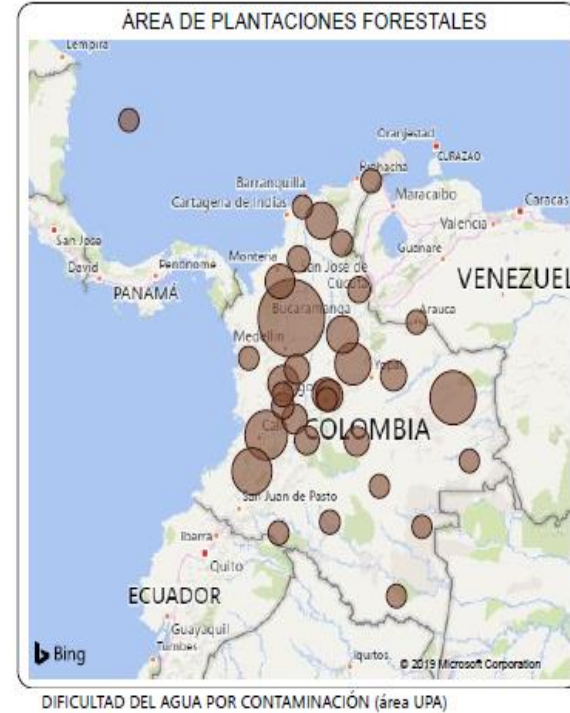 ÁREA DE PLANTACIONES FORESTALES
Lempira
Oranjestad
CURAZAO
Barranquilla
Cartagena de Indias
Maracaibo
Caracas
Valencia
San José
David
Panónome
PANAMÁ
Montería
San José de
Cúcuta
Guanare
VENEZUEL
Bucaramanga
Arauca
Medellín
Yopal
COLOMBIA
San Juan de Pasto
Ibarra
Quito
ECUADOR
Guayaquil
Tumbes
Iquitos
Bing
© 2019 Microsoft Corporation
DIFICULTAD DEL AGUA POR CONTAMINACIÓN (área UPA)